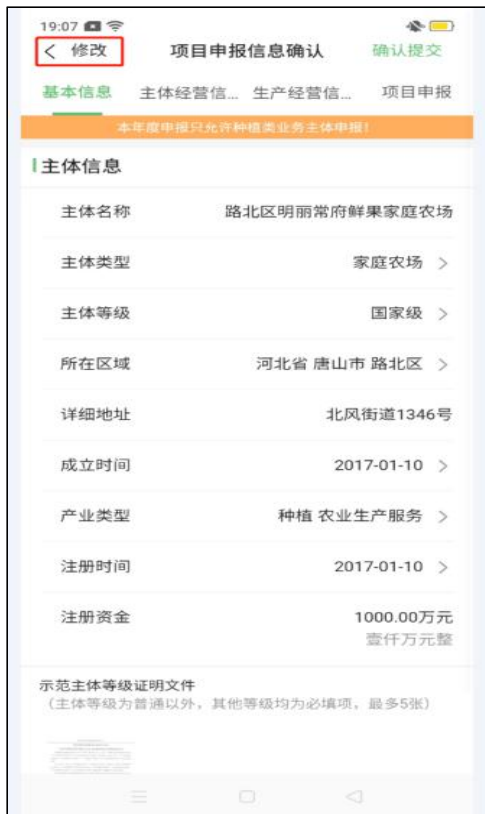 19:07
修改 项目申报信息确认 确认提交
基本信息 主体经营信... 生产经营信... 项目申报
本年度申报只允许种植类业务主体申报!
主体信息
主体名称 路北区明丽常府鲜果家庭农场
主体类型 家庭农场
主体等级 国家级
所在区域 河北省 唐山市 路北区
详细地址 北风街道1346号
成立时间 2017-01-10
产业类型 种植 农业生产服务
注册时间 2017-01-10
注册资金 1000.00万元
壹仟万元整
示范主体等级证明文件
(主体等级为普通以外，其他等级均为必填项，最多5张)